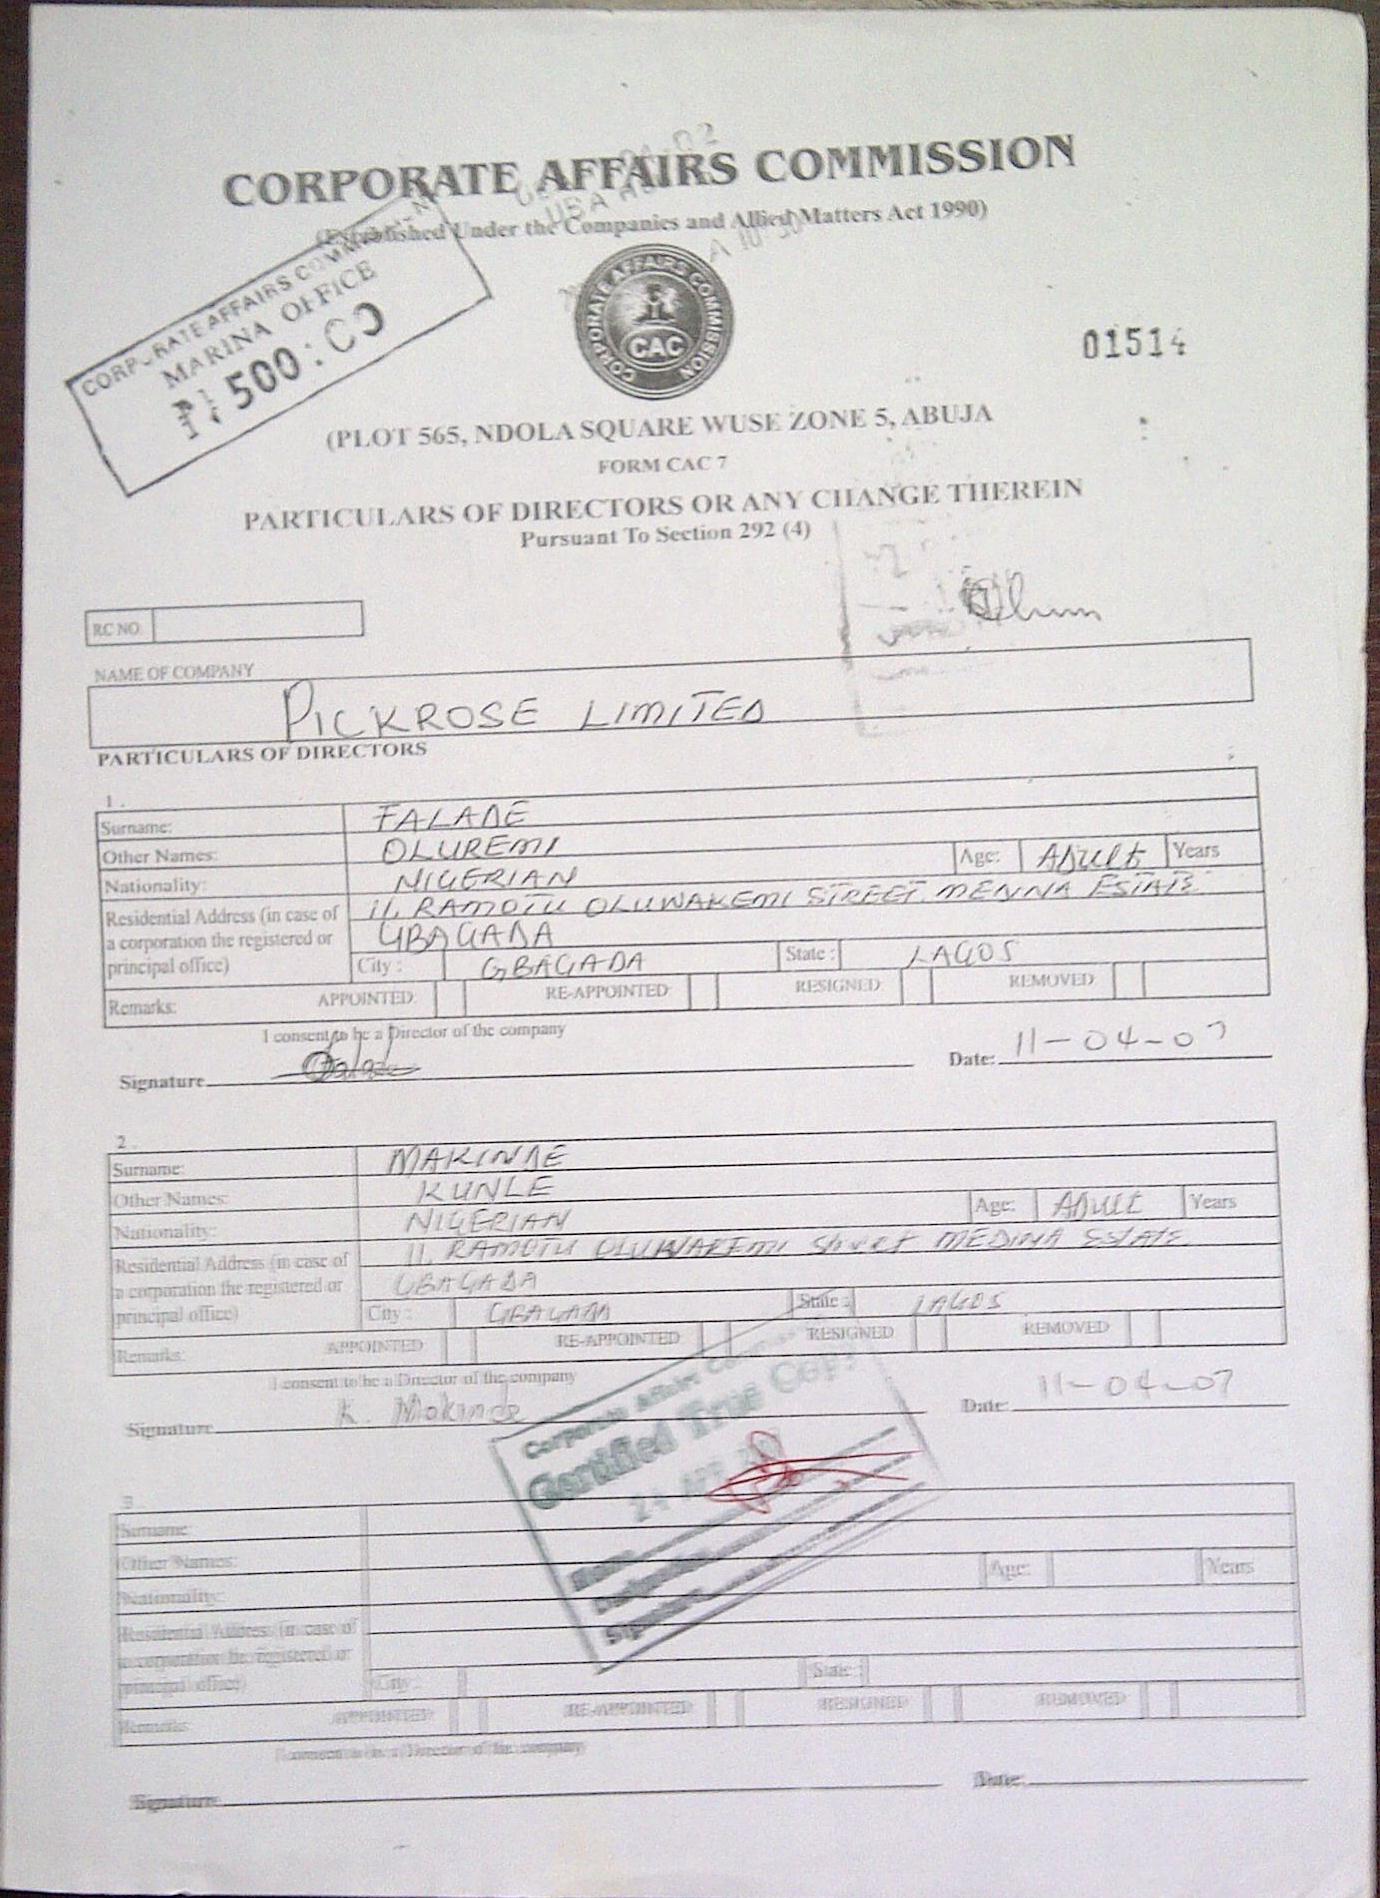 CORPORATE AFFAIRS COMMISSION
(Established Under the Companies and Allied Matters Act 1990)
CORPORATE AFFAIRS COMMISSION
MARINA OFFICE
₦ 500:00
CORPORATE AFFAIRS COMMISSION
CAC
01514
(PLOT 565, NDOLA SQUARE WUSE ZONE 5, ABUJA
FORM CAC 7
PARTICULARS OF DIRECTORS OR ANY CHANGE THEREIN
Pursuant To Section 292 (4)
RC NO.
NAME OF COMPANY
PICKROSE LIMITED
PARTICULARS OF DIRECTORS
1.
Surname: FALADE
Other Names: OLUREMI Age: ADULT Years
Nationality: NIGERIAN
Residential Address (in case of 11, RAMOTU OLUWAKEMI STREET MEDINA ESTATE
a corporation the registered or GBAGADA
principal office) City: GBAGADA State: LAGOS
Remarks: APPOINTED RE-APPOINTED RESIGNED REMOVED
I consent to be a Director of the company
Signature Date: 11-04-07
2.
Surname: MAKINDE
Other Names: KUNLE Age: ADULT Years
Nationality: NIGERIAN
Residential Address (in case of 11, RAMOTU OLUWAKEMI Street MEDINA ESTATE
a corporation the registered or GBAGADA
principal office) City: GBAGADA State: LAGOS
Remarks: APPOINTED RE-APPOINTED RESIGNED REMOVED
I consent to be a Director of the company
Signature K. Makinde Date: 11-04-07
Corporate Affairs
Certified True Copy
24 APR
Name
Designation
Signature
3.
Surname:
Other Names: Age: Years
Nationality:
Residential Address (in case of
a corporation the registered or
principal office) City: State:
Remarks: APPOINTED RE-APPOINTED RESIGNED REMOVED
I consent to be a Director of the company
Signature Date: